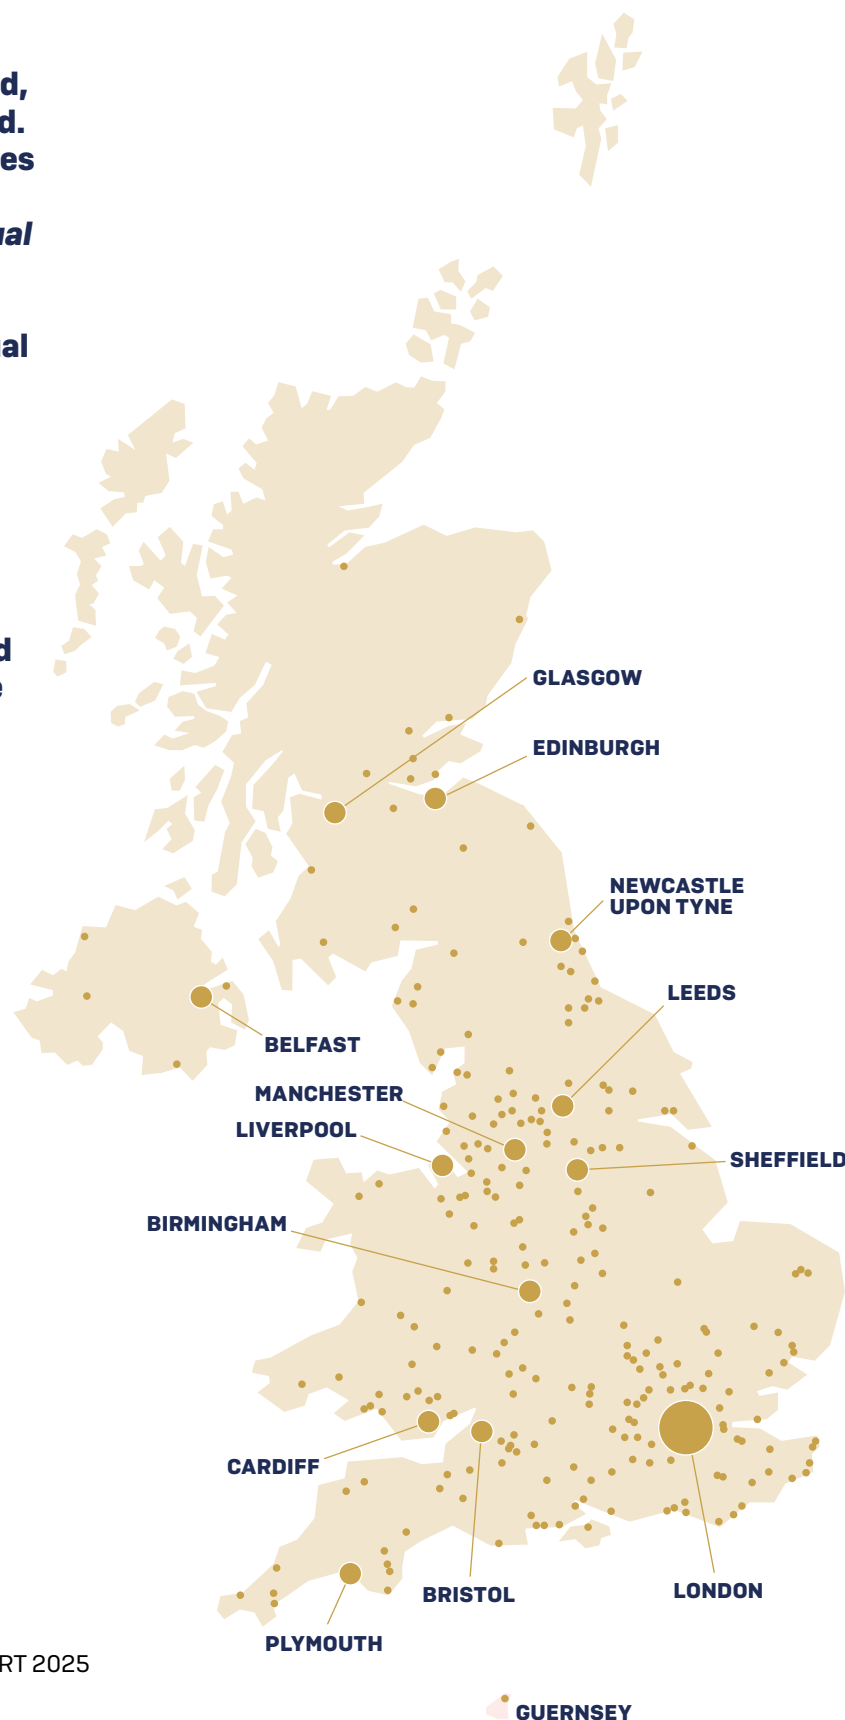 d,
d.
es
ual
al
d
e
GLASGOW
EDINBURGH
NEWCASTLE
UPON TYNE
LEEDS
BELFAST
MANCHESTER
LIVERPOOL
SHEFFIELD
BIRMINGHAM
CARDIFF
BRISTOL
LONDON
PLYMOUTH
RT 2025
GUERNSEY